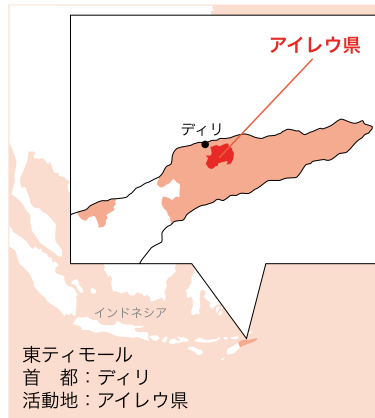 アイレウ県
ディリ
インドネシア
東ティモール
首　都：ディリ
活動地：アイレウ県